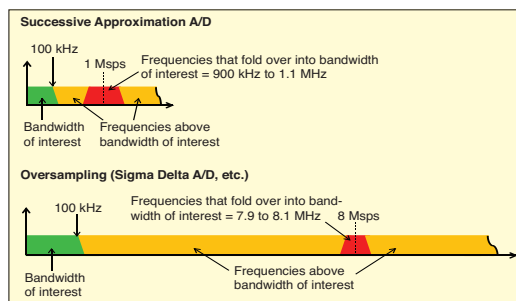 Successive Approximation A/D
100 kHz
1 Msps
Frequencies that fold over into bandwidth
of interest = 900 kHz to 1.1 MHz
Bandwidth
of interest
Frequencies above
bandwidth of interest
Oversampling (Sigma Delta A/D, etc.)
100 kHz
Frequencies that fold over into band-
width of interest = 7.9 to 8.1 MHz
8 Msps
Bandwidth
of interest
Frequencies above
bandwidth of interest